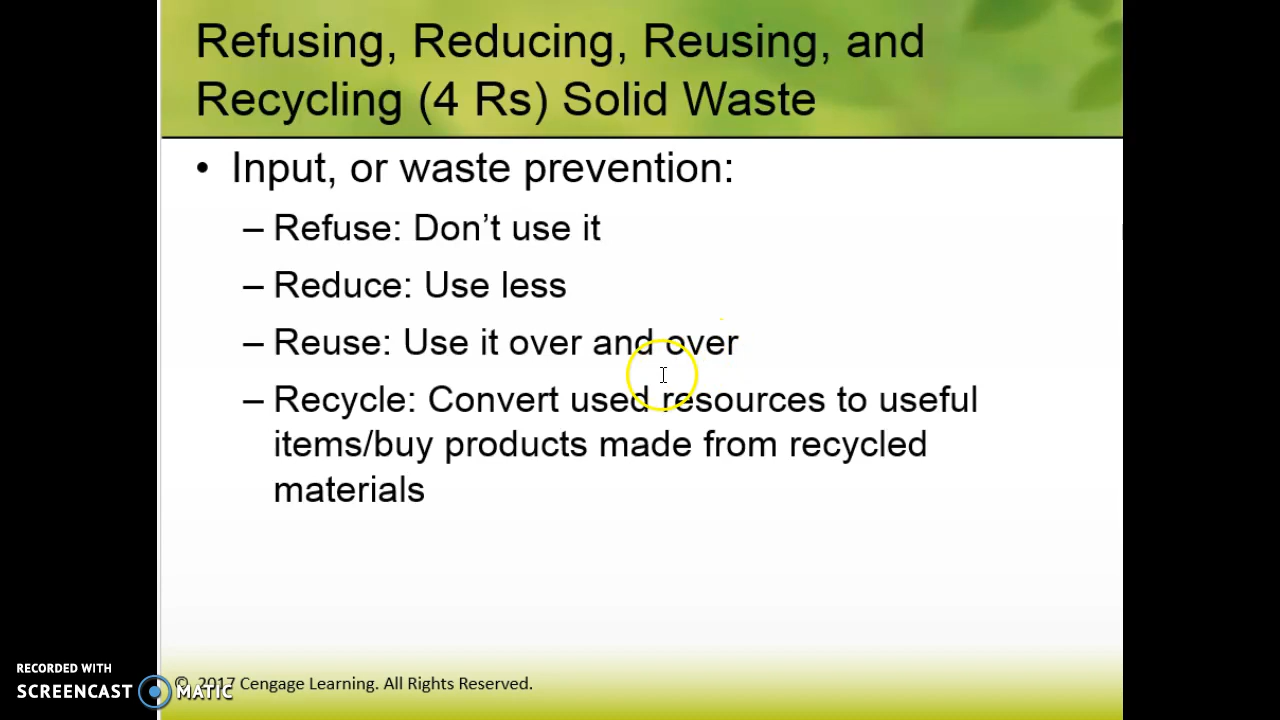 Refusing, Reducing, Reusing, and
Recycling (4 Rs) Solid Waste
• Input, or waste prevention:
– Refuse: Don’t use it
– Reduce: Use less
– Reuse: Use it over and over
– Recycle: Convert used resources to useful
items/buy products made from recycled
materials
© 2017 Cengage Learning. All Rights Reserved.
RECORDED WITH
SCREENCAST MATIC